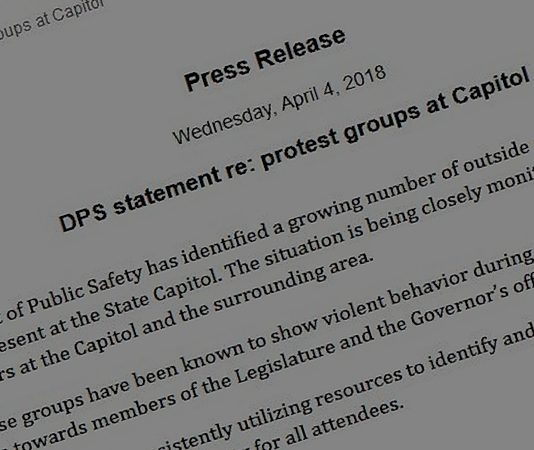 oups at Capitol
Press Release
Wednesday, April 4, 2018
DPS statement re: protest groups at Capitol
of Public Safety has identified a growing number of outside
esent at the State Capitol. The situation is being closely moni
rs at the Capitol and the surrounding area.
se groups have been known to show violent behavior during
towards members of the Legislature and the Governor's off
sistently utilizing resources to identify and
for all attendees.